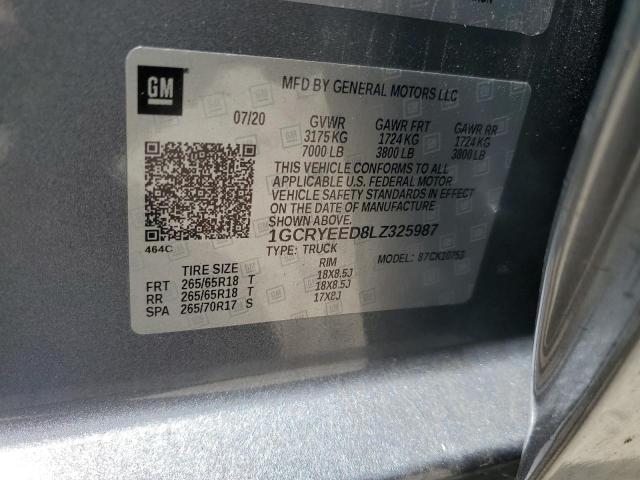 GM
MFD BY GENERAL MOTORS LLC
07/20 GVWR GAWR FRT GAWR RR
3175 KG 1724 KG 1724 KG
7000 LB 3800 LB 3800 LB
THIS VEHICLE CONFORMS TO ALL
APPLICABLE U.S. FEDERAL MOTOR
VEHICLE SAFETY STANDARDS IN EFFECT
ON THE DATE OF MANUFACTURE
SHOWN ABOVE.
1GCRYEED8LZ325987
464C TYPE: TRUCK MODEL:
TIRE SIZE RIM
FRT 265/65R18 T 18X8.5J
RR 265/65R18 T 18X8.5J
SPA 265/70R17 S 17X8J